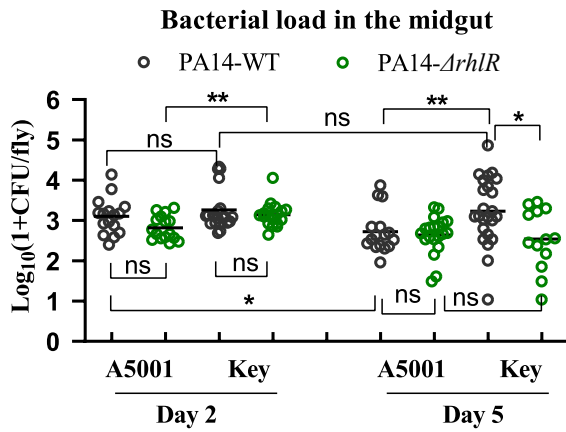 Bacterial load in the midgut
PA14-WT PA14-ΔrhlR
Log10(1+CFU/fly)
6
5
4
3
2
1
0
** **
ns ns *
ns ns ns ns
*
A5001 Key A5001 Key
Day 2 Day 5